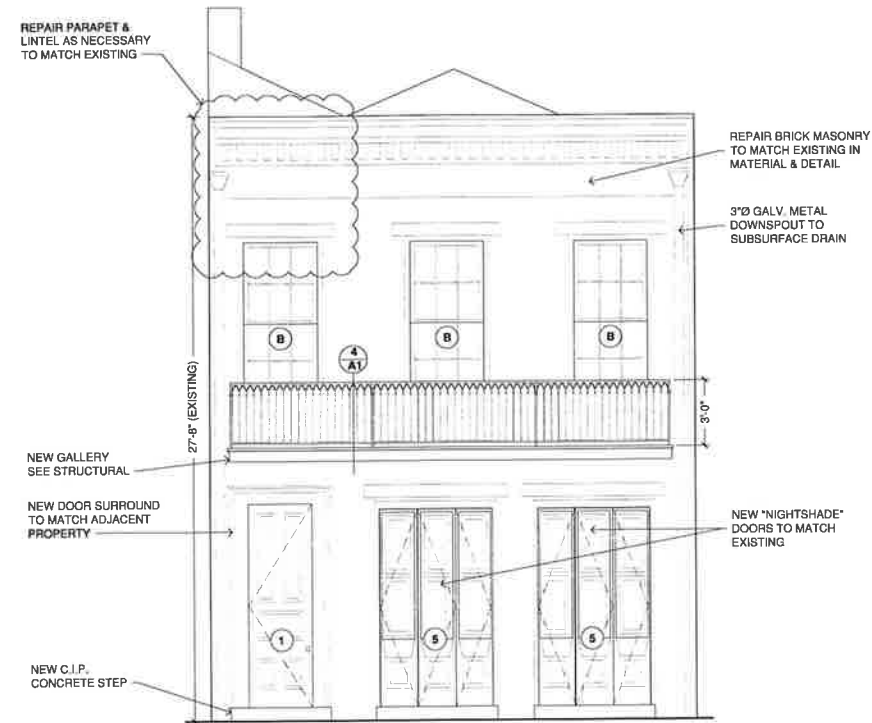 REPAIR PARAPET &
LINTEL AS NECESSARY
TO MATCH EXISTING
REPAIR BRICK MASONRY
TO MATCH EXISTING IN
MATERIAL & DETAIL
3"Ø GALV. METAL
DOWNSPOUT TO
SUBSURFACE DRAIN
B
B
B
4
A1
27'-8" (EXISTING)
3'-0"
NEW GALLERY
SEE STRUCTURAL
NEW DOOR SURROUND
TO MATCH ADJACENT
PROPERTY
NEW "NIGHTSHADE"
DOORS TO MATCH
EXISTING
1
5
5
NEW C.I.P.
CONCRETE STEP